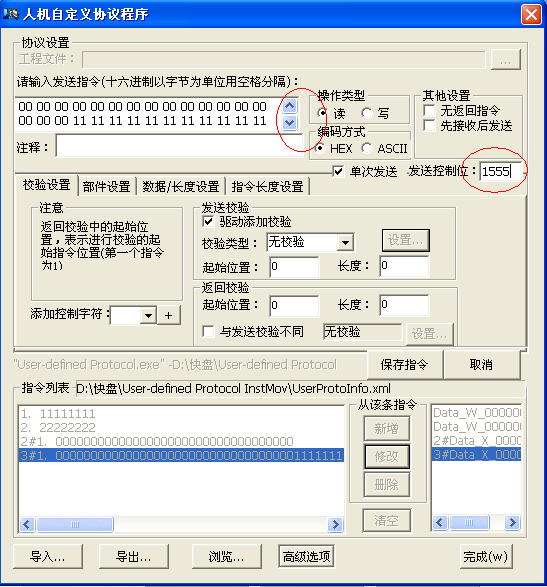 人机自定义协议程序
协议设置
工程文件：
...
请输入发送指令(十六进制以字节为单位用空格分隔)：
00 00 00 00 00 00 00 00 00 00 00 00 00 00
00 00 00 00 11 11 11 11 11 11 11 11 11 11
注释：
操作类型
读 写
编码方式
HEX ASCII
其他设置
无返回指令
先接收后发送
单次发送 发送控制位： 1555
校验设置 部件设置 数据/长度设置 指令长度设置
注意
返回校验中的起始位
置，表示进行校验的起
始指令位置(第一个指令
为1)
添加控制字符： +
发送校验
驱动添加校验
校验类型： 无校验 设置...
起始位置： 0 长度： 0
返回校验
起始位置： 0 长度： 0
与发送校验不同 无校验 设置...
"User-defined Protocol.exe" -D:\快盘\User-defined Protocol
保存指令 取消
指令列表 D:\快盘\User-defined Protocol InstMov\UserProtoInfo.xml
1. 11111111
2. 22222222
2#1. 0000000000000000000000000000000000
从该条指令
新增
修改
删除
清空
Data_W_000000
Data_W_000000
导入... 导出... 浏览... 高级选项 完成(w)